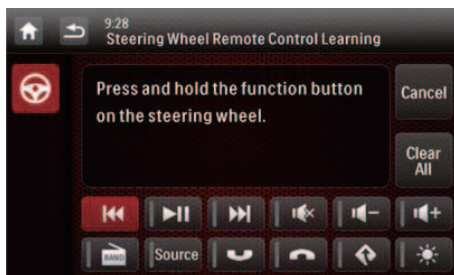 9:28
Steering Wheel Remote Control Learning
Press and hold the function button
on the steering wheel.
Cancel
Clear
All
BAND
Source